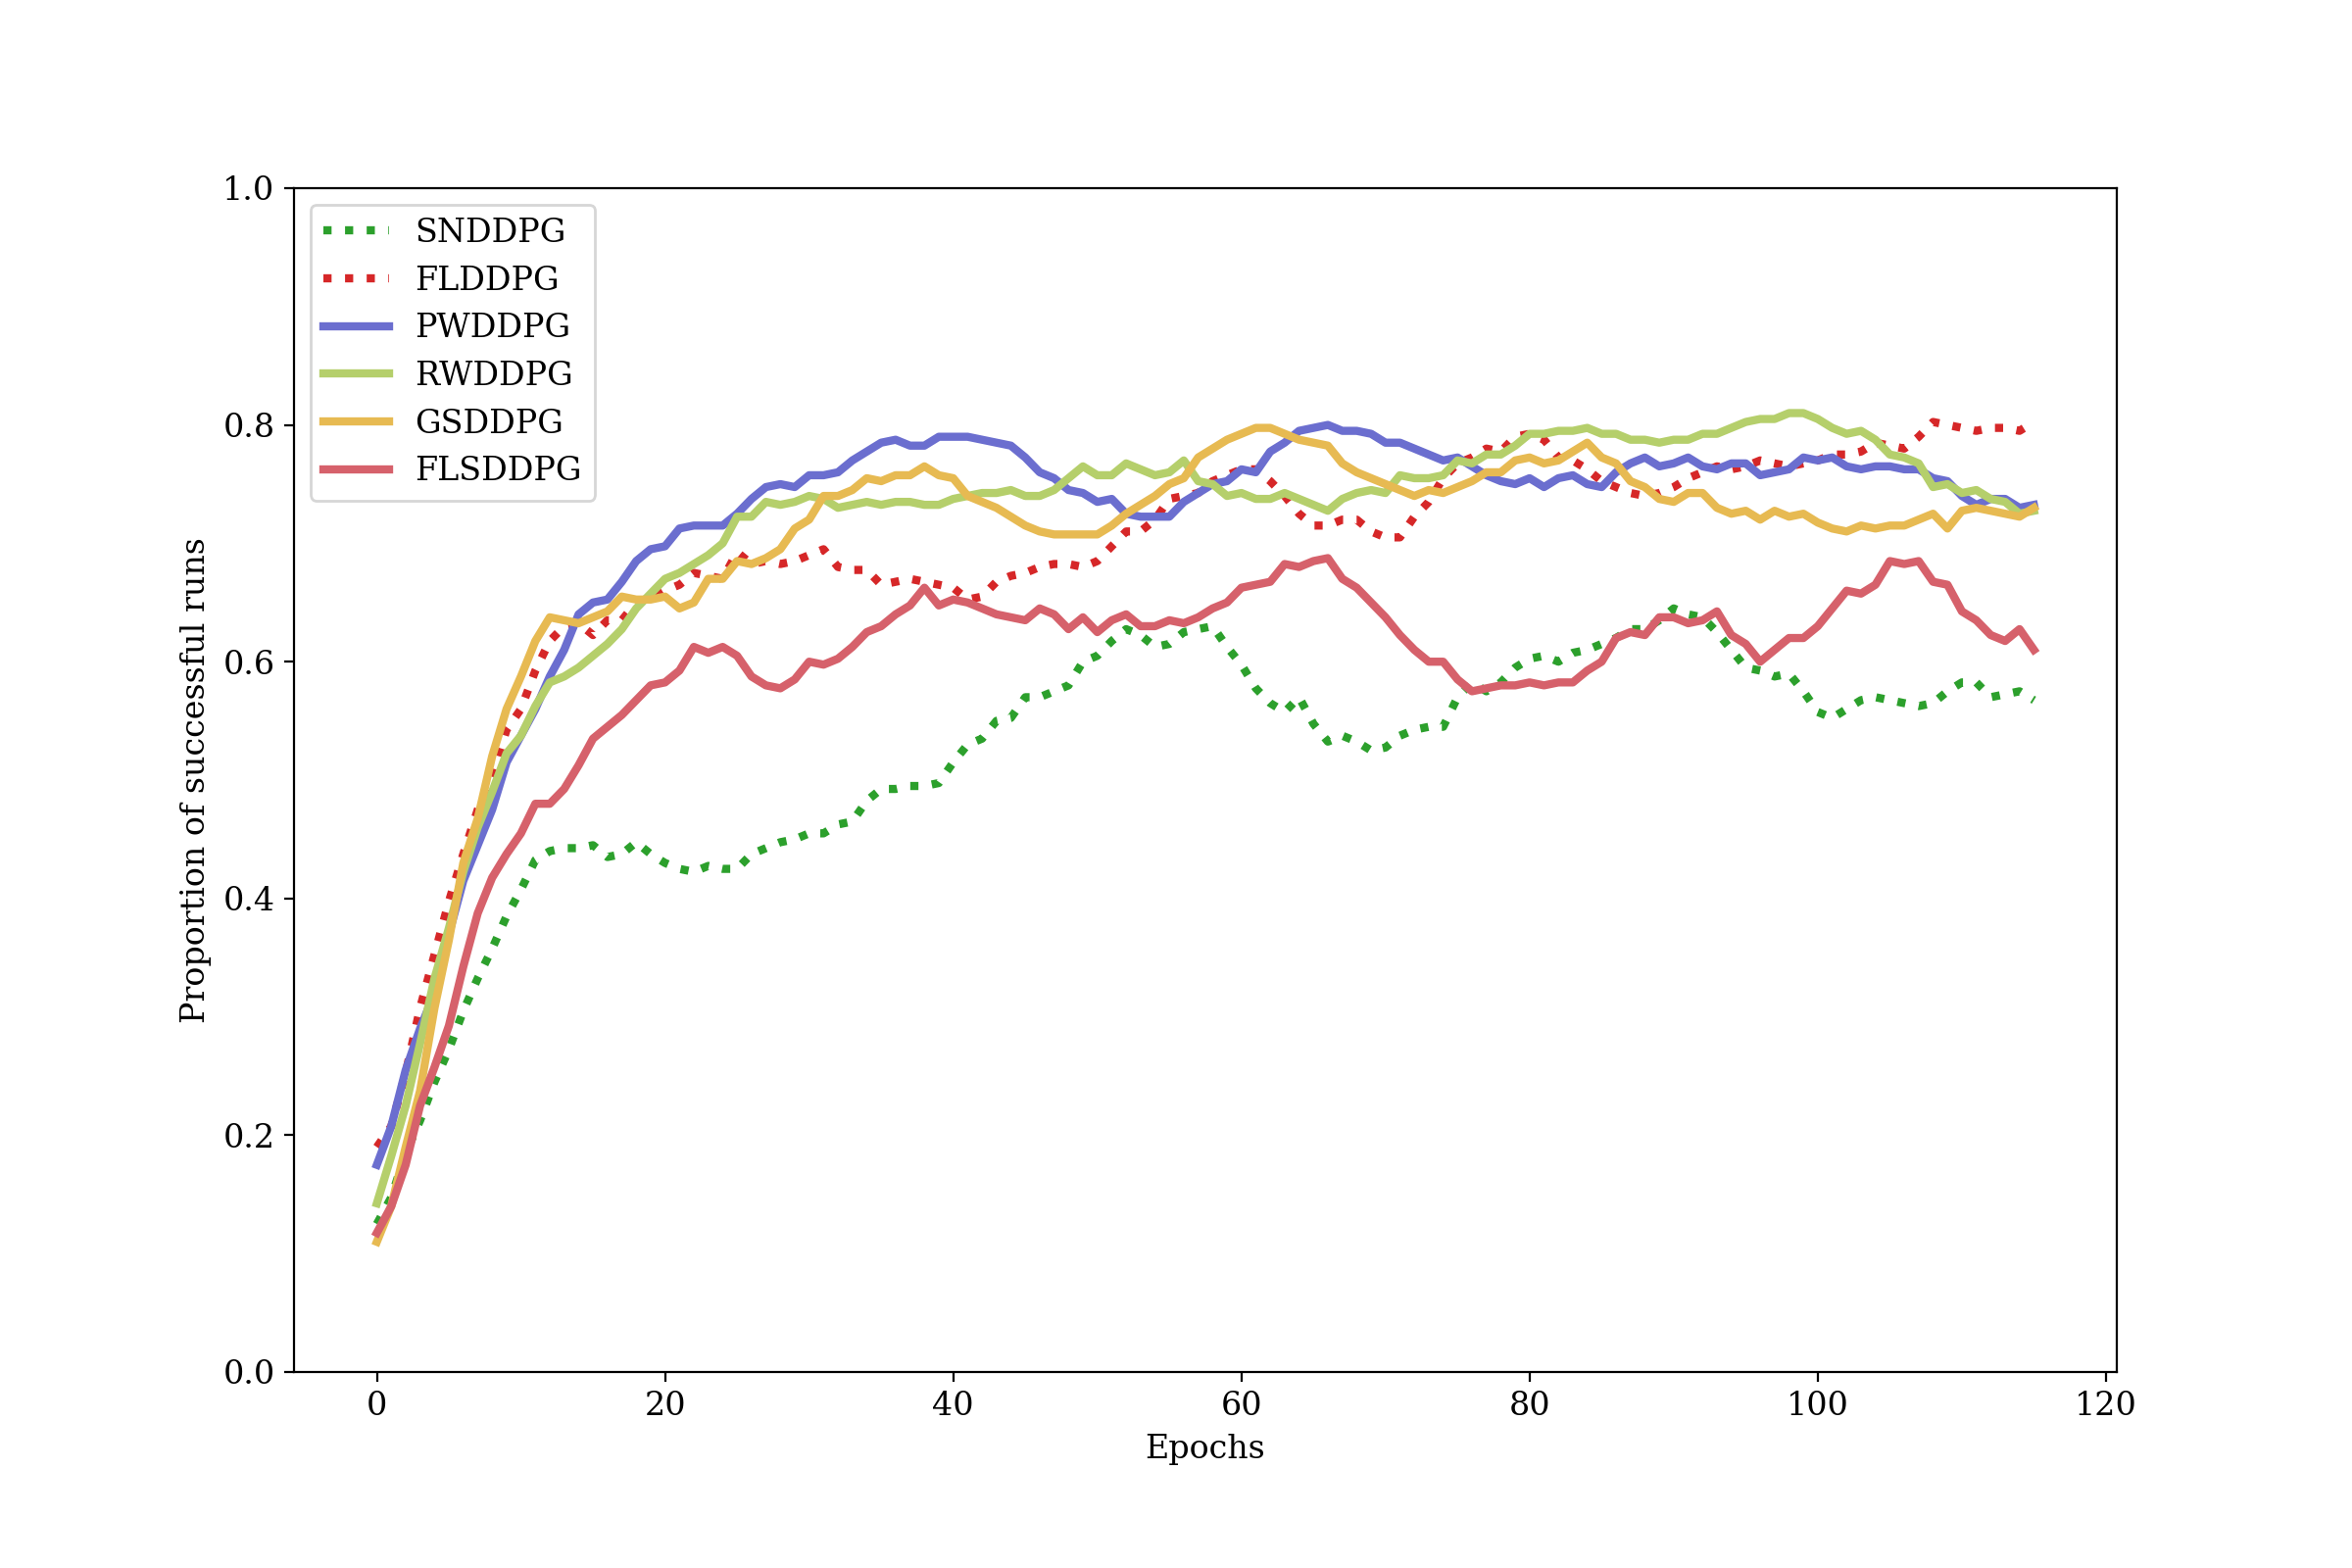 1.0
0.8
0.6
0.4
0.2
0.0
Proportion of successful runs
SNDDPG
FLDDPG
PWDDPG
RWDDPG
GSDDPG
FLSDDPG
0 20 40 60 80 100 120
Epochs